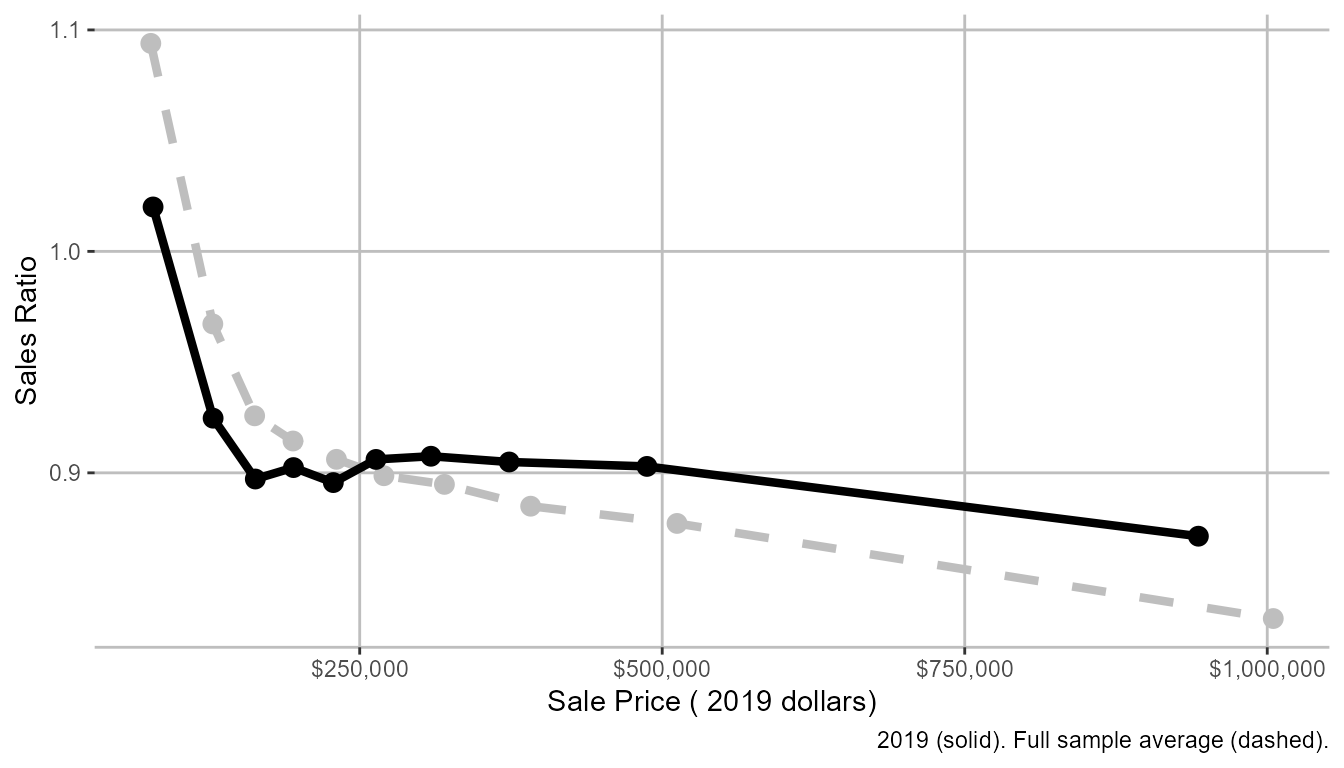 1.1
1.0
0.9
Sales Ratio
$250,000
$500,000
$750,000
$1,000,000
Sale Price ( 2019 dollars)
2019 (solid). Full sample average (dashed).